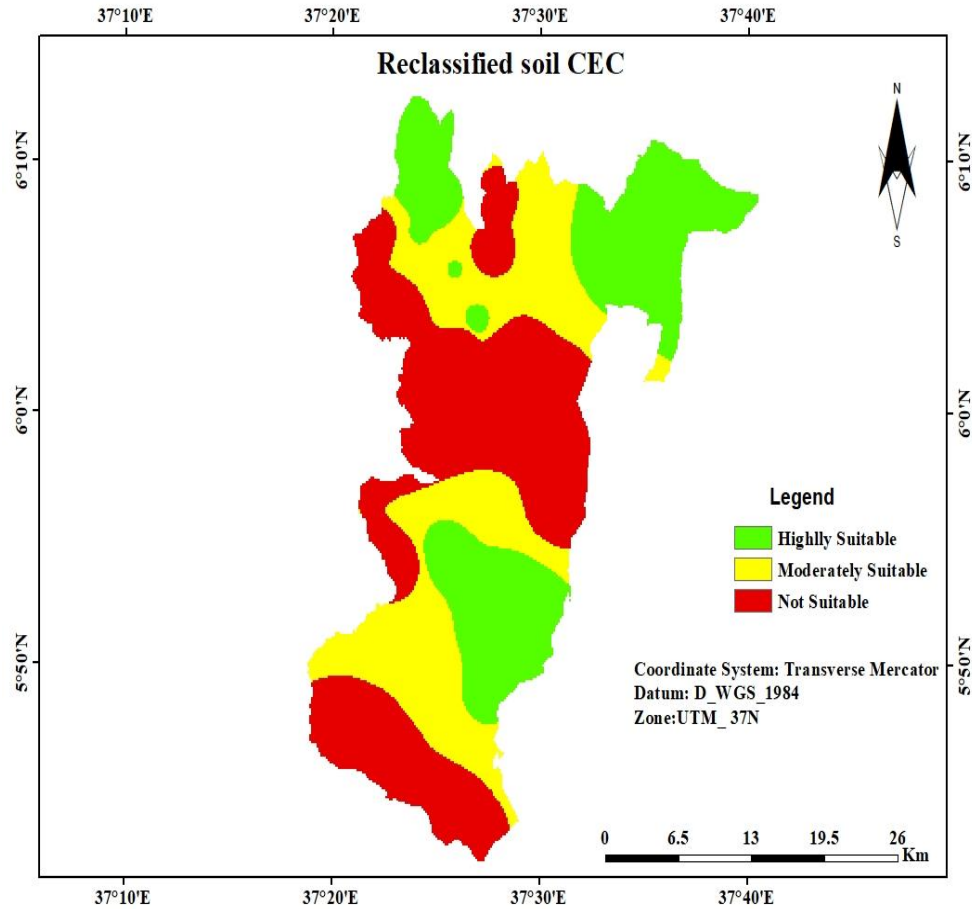 37°10'E 37°20'E 37°30'E 37°40'E
Reclassified soil CEC
N
S
6°10'N 6°10'N
6°0'N 6°0'N
5°50'N 5°50'N
Legend
Highlly Suitable
Moderately Suitable
Not Suitable
Coordinate System: Transverse Mercator
Datum: D_WGS_1984
Zone:UTM_ 37N
0 6.5 13 19.5 26
Km
37°10'E 37°20'E 37°30'E 37°40'E